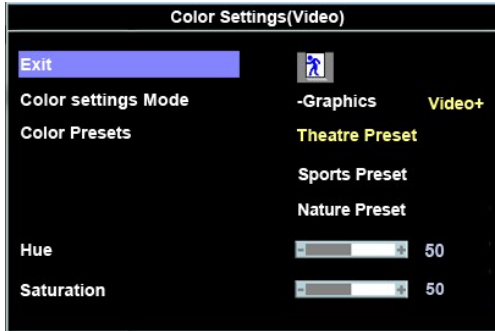 Color Settings(Video)
Exit
Color settings Mode -Graphics Video+
Color Presets Theatre Preset
Sports Preset
Nature Preset
Hue - + 50
Saturation - + 50